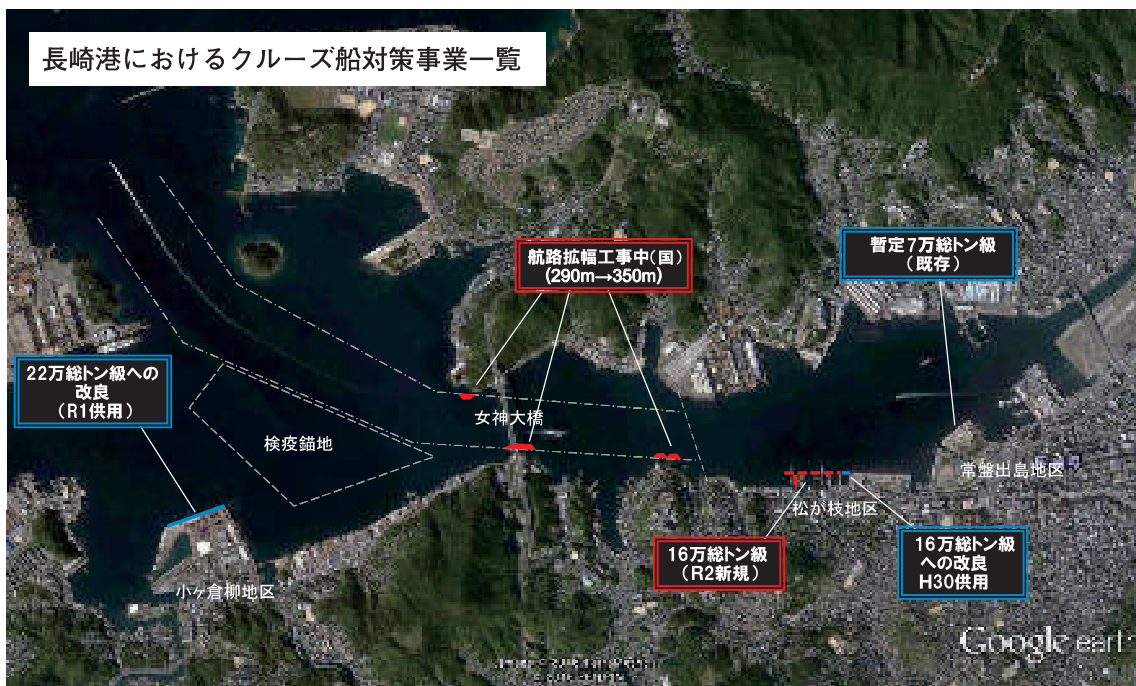 長崎港におけるクルーズ船対策事業一覧
航路拡幅工事中(国)
(290m→350m)
暫定7万総トン級
(既存)
22万総トン級への
改良
(R1供用)
女神大橋
検疫錨地
常盤出島地区
松が枝地区
16万総トン級
(R2新規)
16万総トン級
への改良
H30供用
小ヶ倉柳地区
Google eart